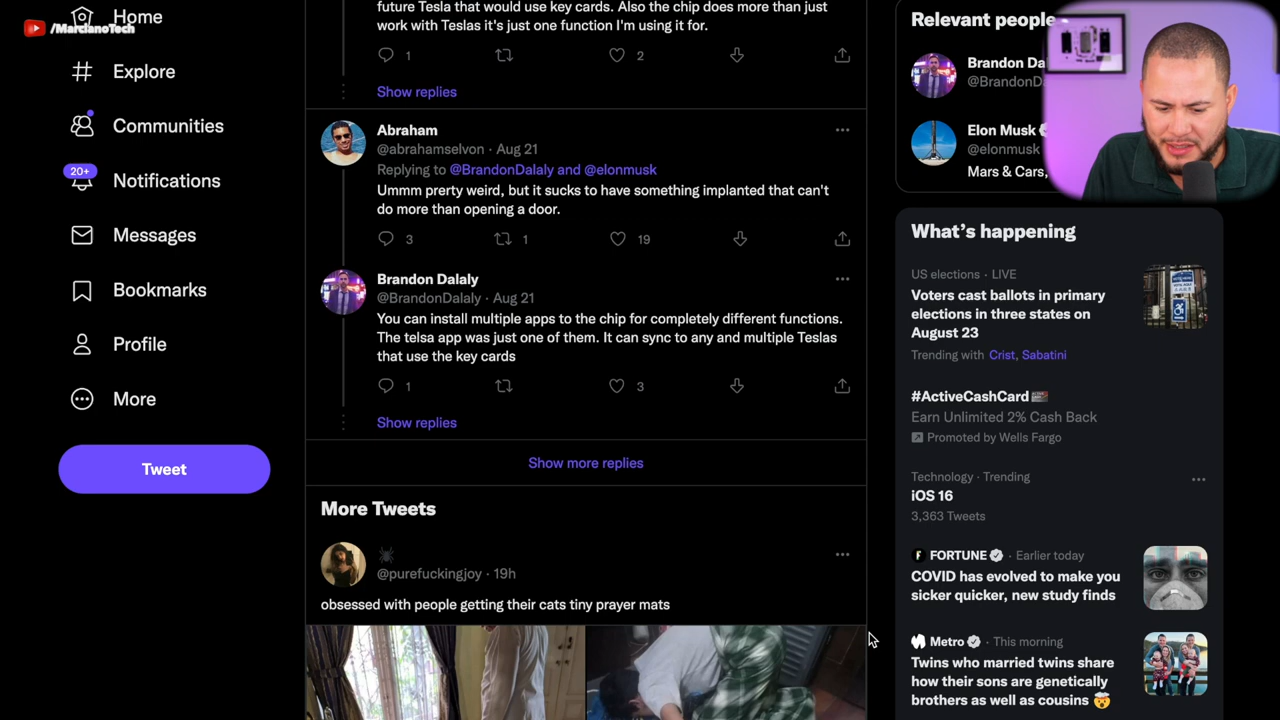 Home
/MarcianoTech
Explore
Communities
20+
Notifications
Messages
Bookmarks
Profile
More
Tweet
future Tesla that would use key cards. Also the chip does more than just
work with Teslas it's just one function I'm using it for.
1
2
Show replies
Abraham
@abrahamselvon · Aug 21
Replying to @BrandonDalaly and @elonmusk
Ummm prerty weird, but it sucks to have something implanted that can't
do more than opening a door.
3
1
19
Brandon Dalaly
@BrandonDalaly · Aug 21
You can install multiple apps to the chip for completely different functions.
The telsa app was just one of them. It can sync to any and multiple Teslas
that use the key cards
1
3
Show replies
Show more replies
More Tweets
@purefuckingjoy · 19h
obsessed with people getting their cats tiny prayer mats
Relevant people
Brandon Dal
@BrandonDa
Elon Musk
@elonmusk
Mars & Cars,
What's happening
US elections · LIVE
Voters cast ballots in primary
elections in three states on
August 23
Trending with Crist, Sabatini
#ActiveCashCard
Earn Unlimited 2% Cash Back
Promoted by Wells Fargo
Technology · Trending
iOS 16
3,363 Tweets
FORTUNE · Earlier today
COVID has evolved to make you
sicker quicker, new study finds
Metro · This morning
Twins who married twins share
how their sons are genetically
brothers as well as cousins 🤯